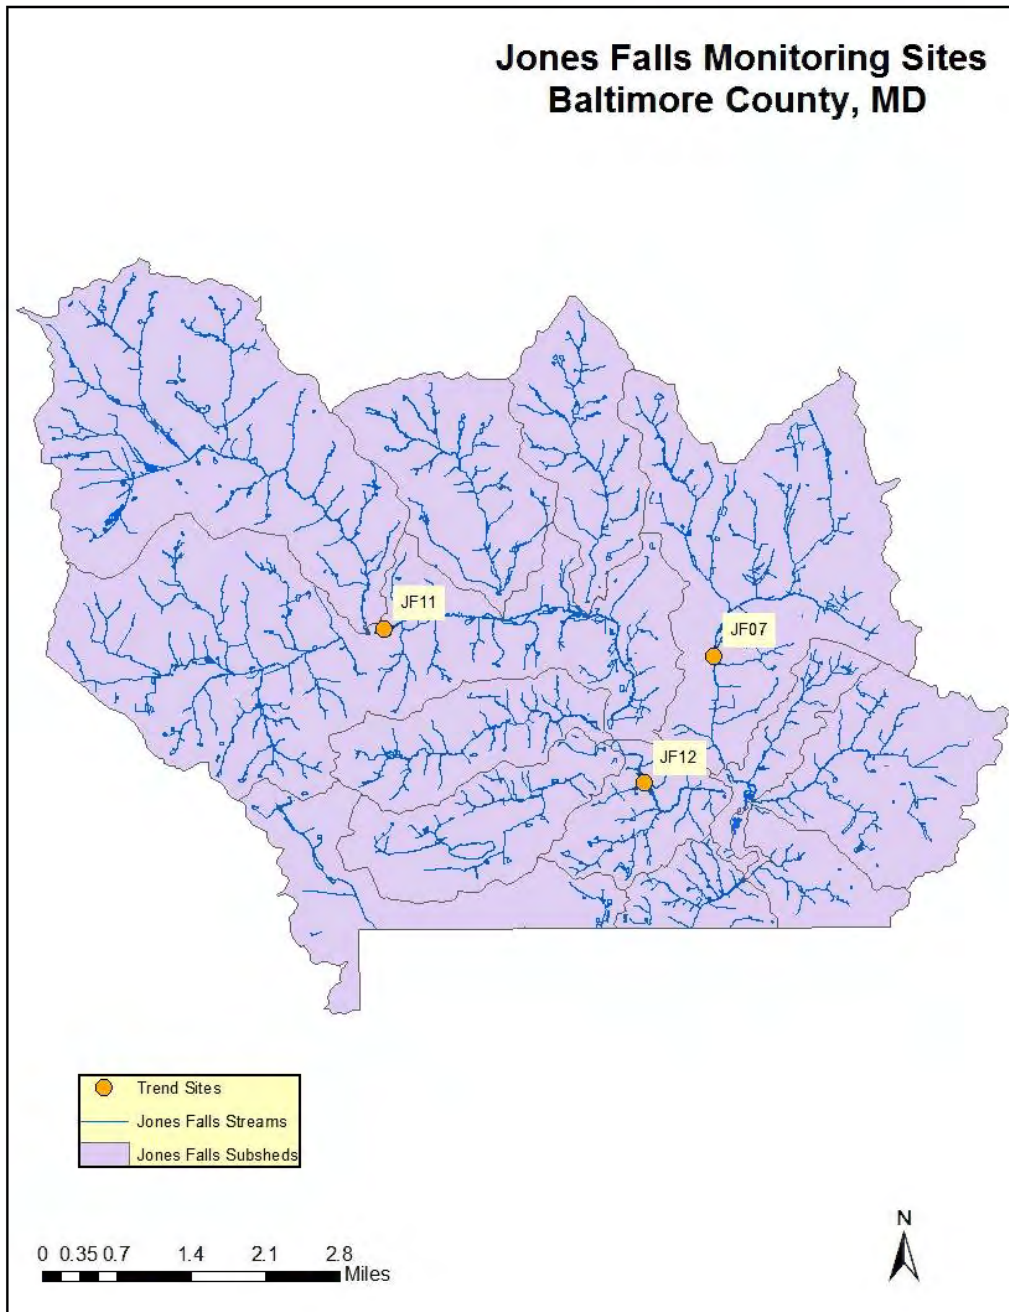 Jones Falls Monitoring Sites
Baltimore County, MD
JF11
JF07
JF12
Trend Sites
Jones Falls Streams
Jones Falls Subsheds
N
0 0.35 0.7 1.4 2.1 2.8
Miles